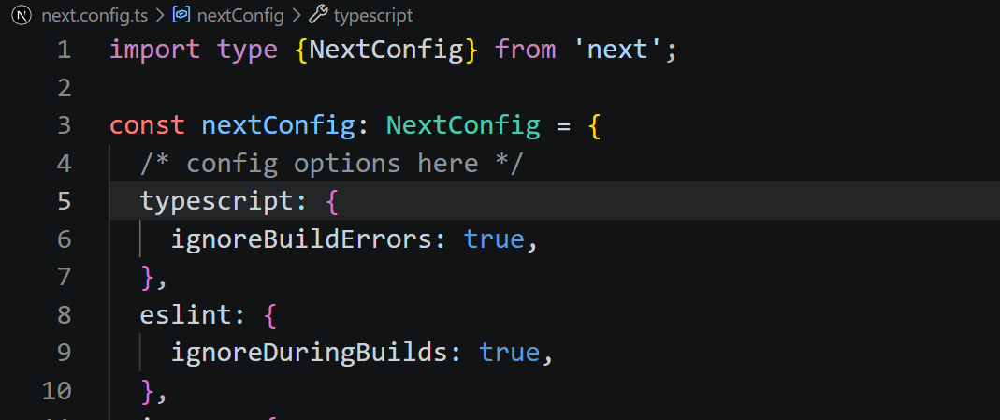 next.config.ts > nextConfig > typescript
1 import type {NextConfig} from 'next';
2
3 const nextConfig: NextConfig = {
4 /* config options here */
5 typescript: {
6 ignoreBuildErrors: true,
7 },
8 eslint: {
9 ignoreDuringBuilds: true,
10 },